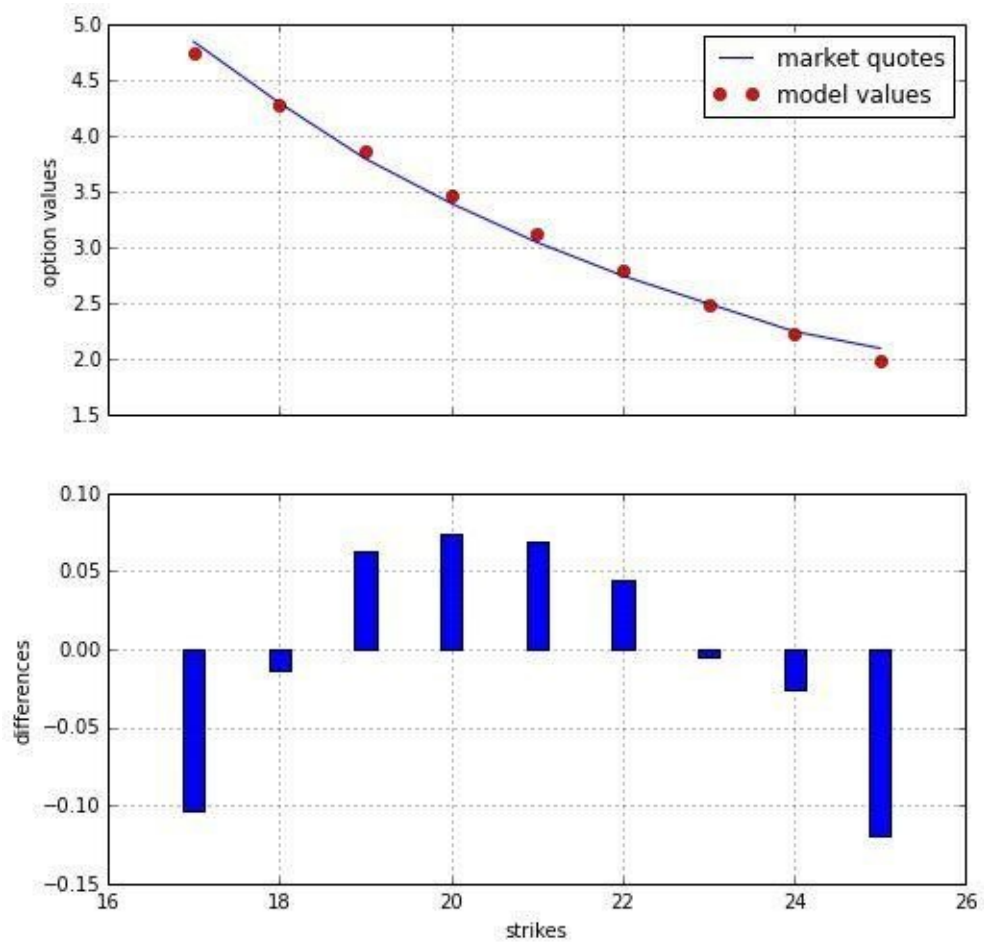 5.0
4.5
4.0
3.5
3.0
2.5
2.0
1.5
option values
market quotes
model values
0.10
0.05
0.00
−0.05
−0.10
−0.15
differences
16 18 20 22 24 26
strikes